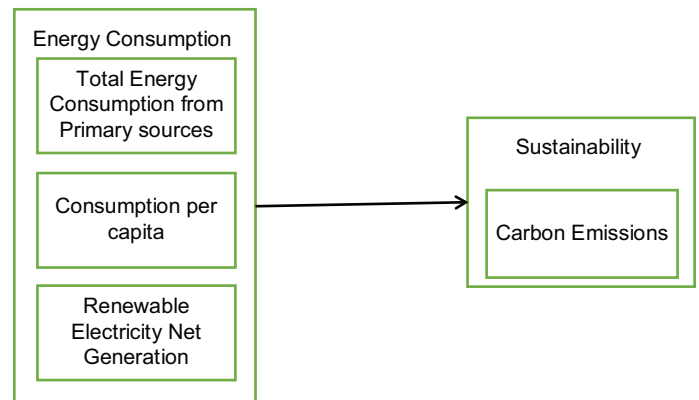 Energy Consumption
Total Energy
Consumption from
Primary sources
Consumption per
capita
Renewable
Electricity Net
Generation
Sustainability
Carbon Emissions